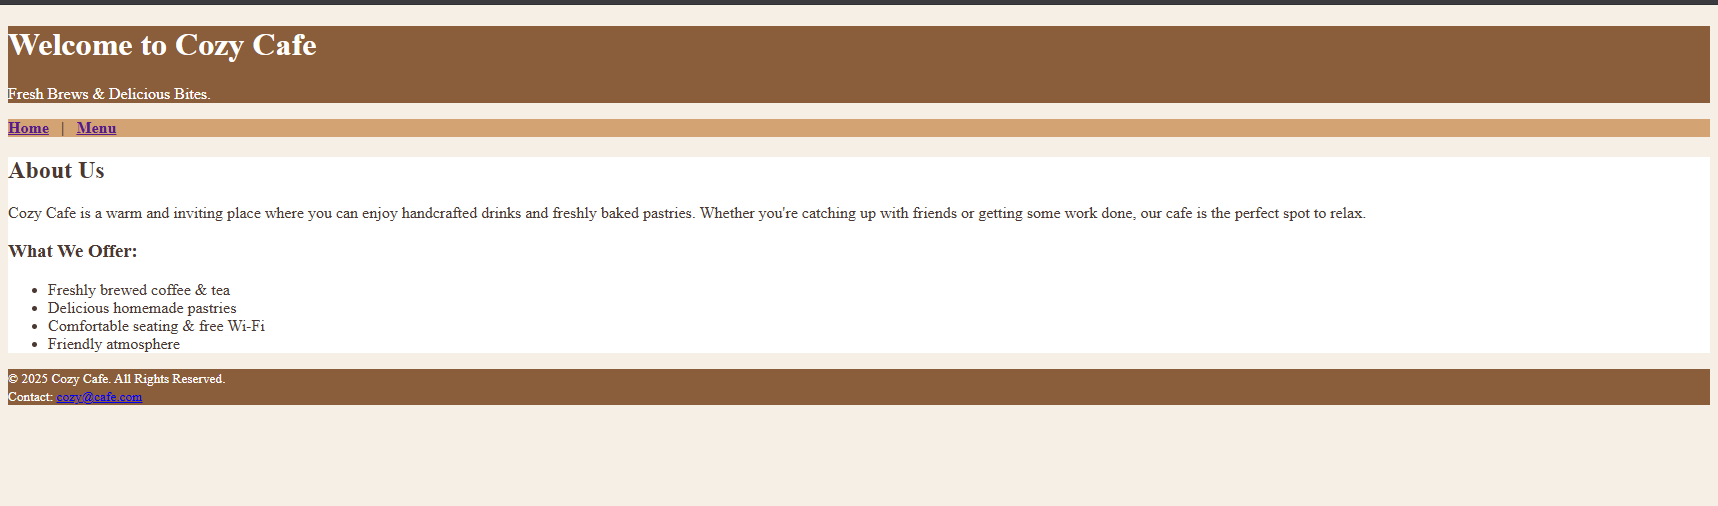 Welcome to Cozy Cafe
Fresh Brews & Delicious Bites.
Home | Menu
About Us
Cozy Cafe is a warm and inviting place where you can enjoy handcrafted drinks and freshly baked pastries. Whether you're catching up with friends or getting some work done, our cafe is the perfect spot to relax.
What We Offer:
• Freshly brewed coffee & tea
• Delicious homemade pastries
• Comfortable seating & free Wi-Fi
• Friendly atmosphere
© 2025 Cozy Cafe. All Rights Reserved.
Contact: cozy@cafe.com